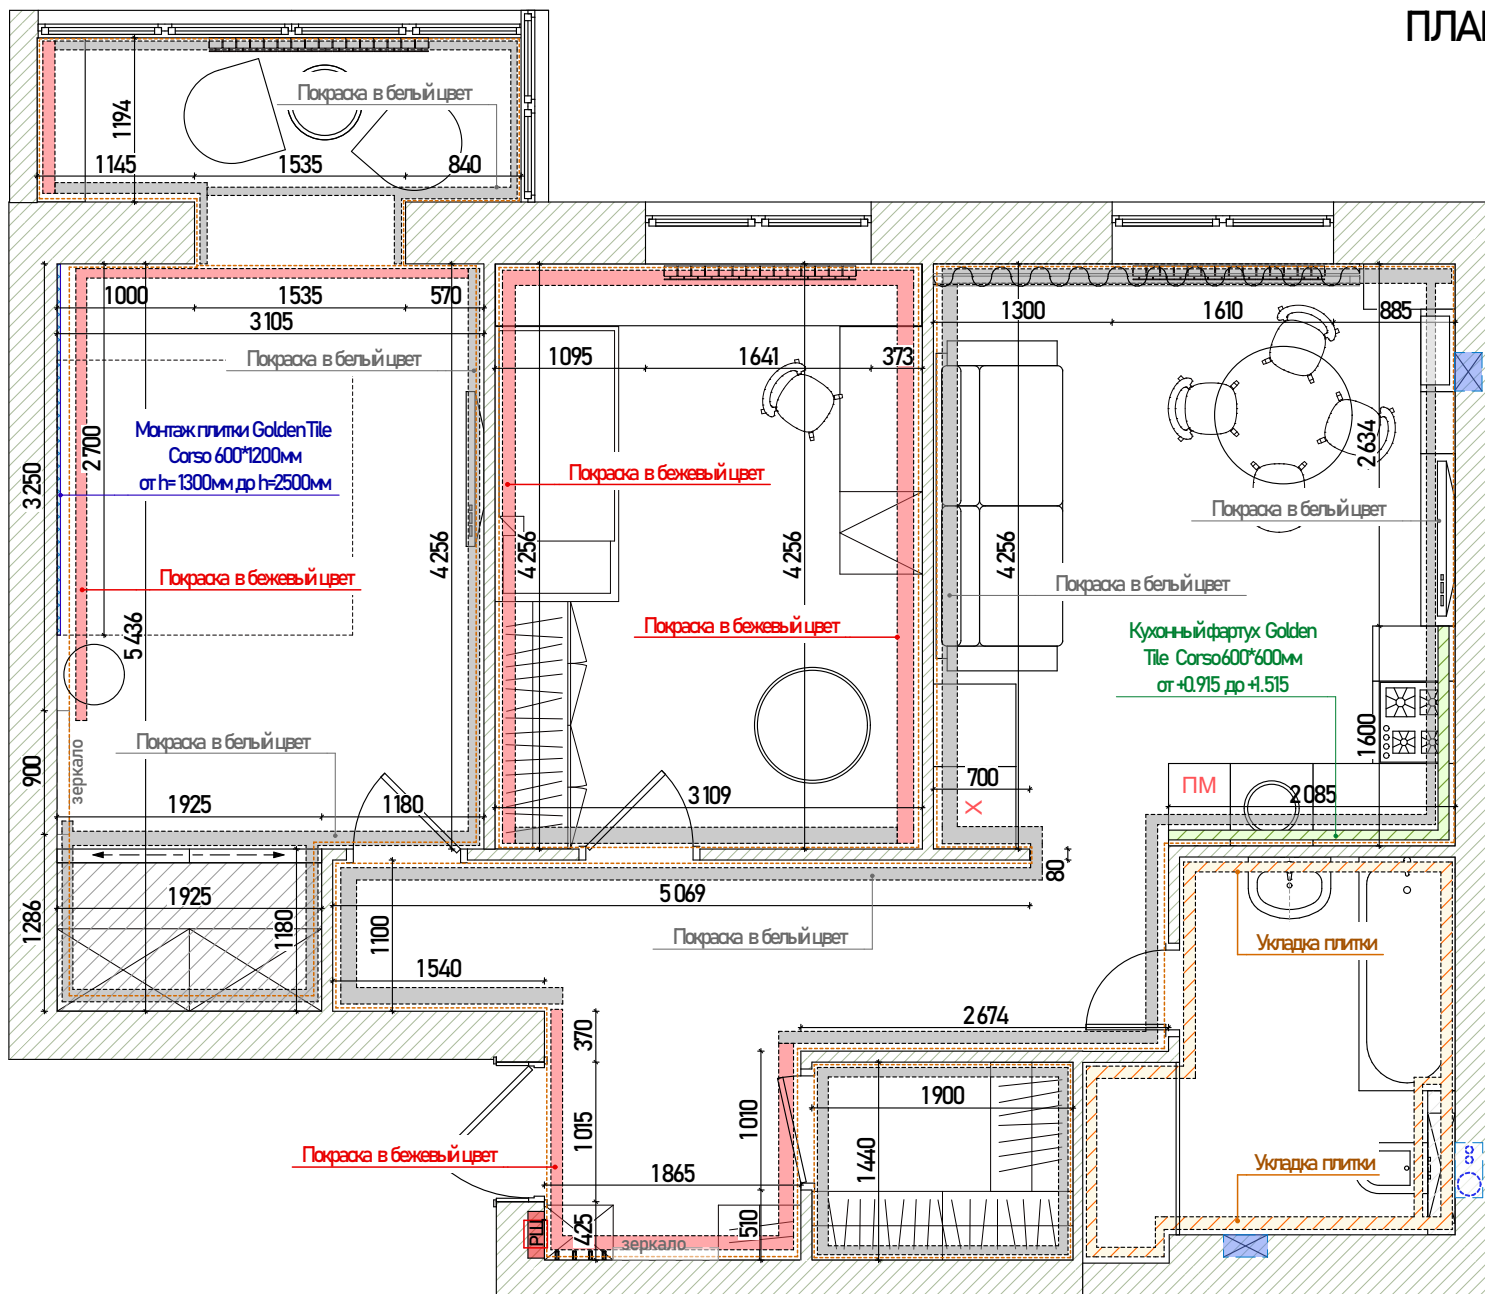 ПЛА
Покраска в белый цвет
1194
1145
1535
840
1000
1535
570
3105
Покраска в белый цвет
Монтаж плитки Golden Tile
Corso 600*1200мм
от h= 1300мм до h=2500мм
2700
3250
4256
Покраска в бежевый цвет
5436
Покраска в белый цвет
зеркало
900
1925
1180
1925
1180
1286
1095
1641
373
Покраска в бежевый цвет
4256
4256
Покраска в бежевый цвет
3109
1300
1610
885
2634
Покраска в белый цвет
4256
Покраска в белый цвет
Кухонный фартух Golden
Tile Corso600*600мм
от +0.915 до +1.515
1600
700
Х
ПМ
2085
80
5069
1100
Покраска в белый цвет
1540
2674
370
1015
1010
Покраска в бежевый цвет
1865
425
510
РЩ
зеркало
1900
1440
Укладка плитки
Укладка плитки